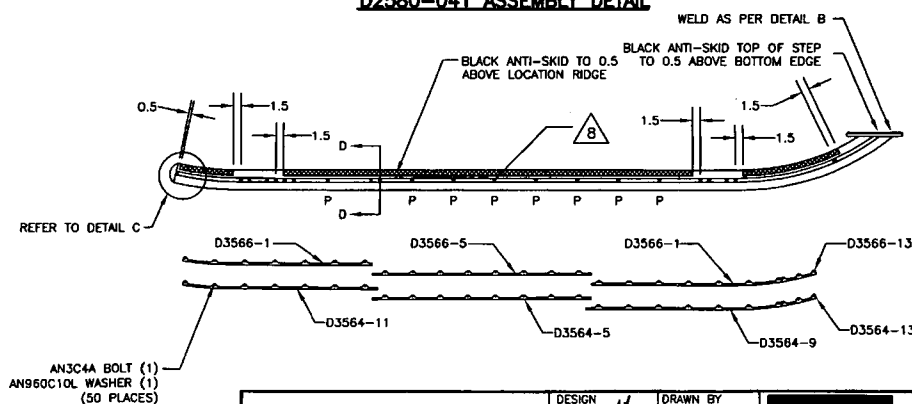 D2580-041 ASSEMBLY DETAIL
WELD AS PER DETAIL B
BLACK ANTI-SKID TO 0.5
ABOVE LOCATION RIDGE
BLACK ANTI-SKID TOP OF STEP
TO 0.5 ABOVE BOTTOM EDGE
0.5
1.5
1.5
8
1.5
1.5
1.5
D
D
P P P P P P P P
REFER TO DETAIL C
D3566-1
D3566-5
D3566-1
D3566-13
D3564-11
D3564-5
D3564-9
D3564-13
AN3C4A BOLT (1)
AN960C10L WASHER (1)
(50 PLACES)
DESIGN
DRAWN BY